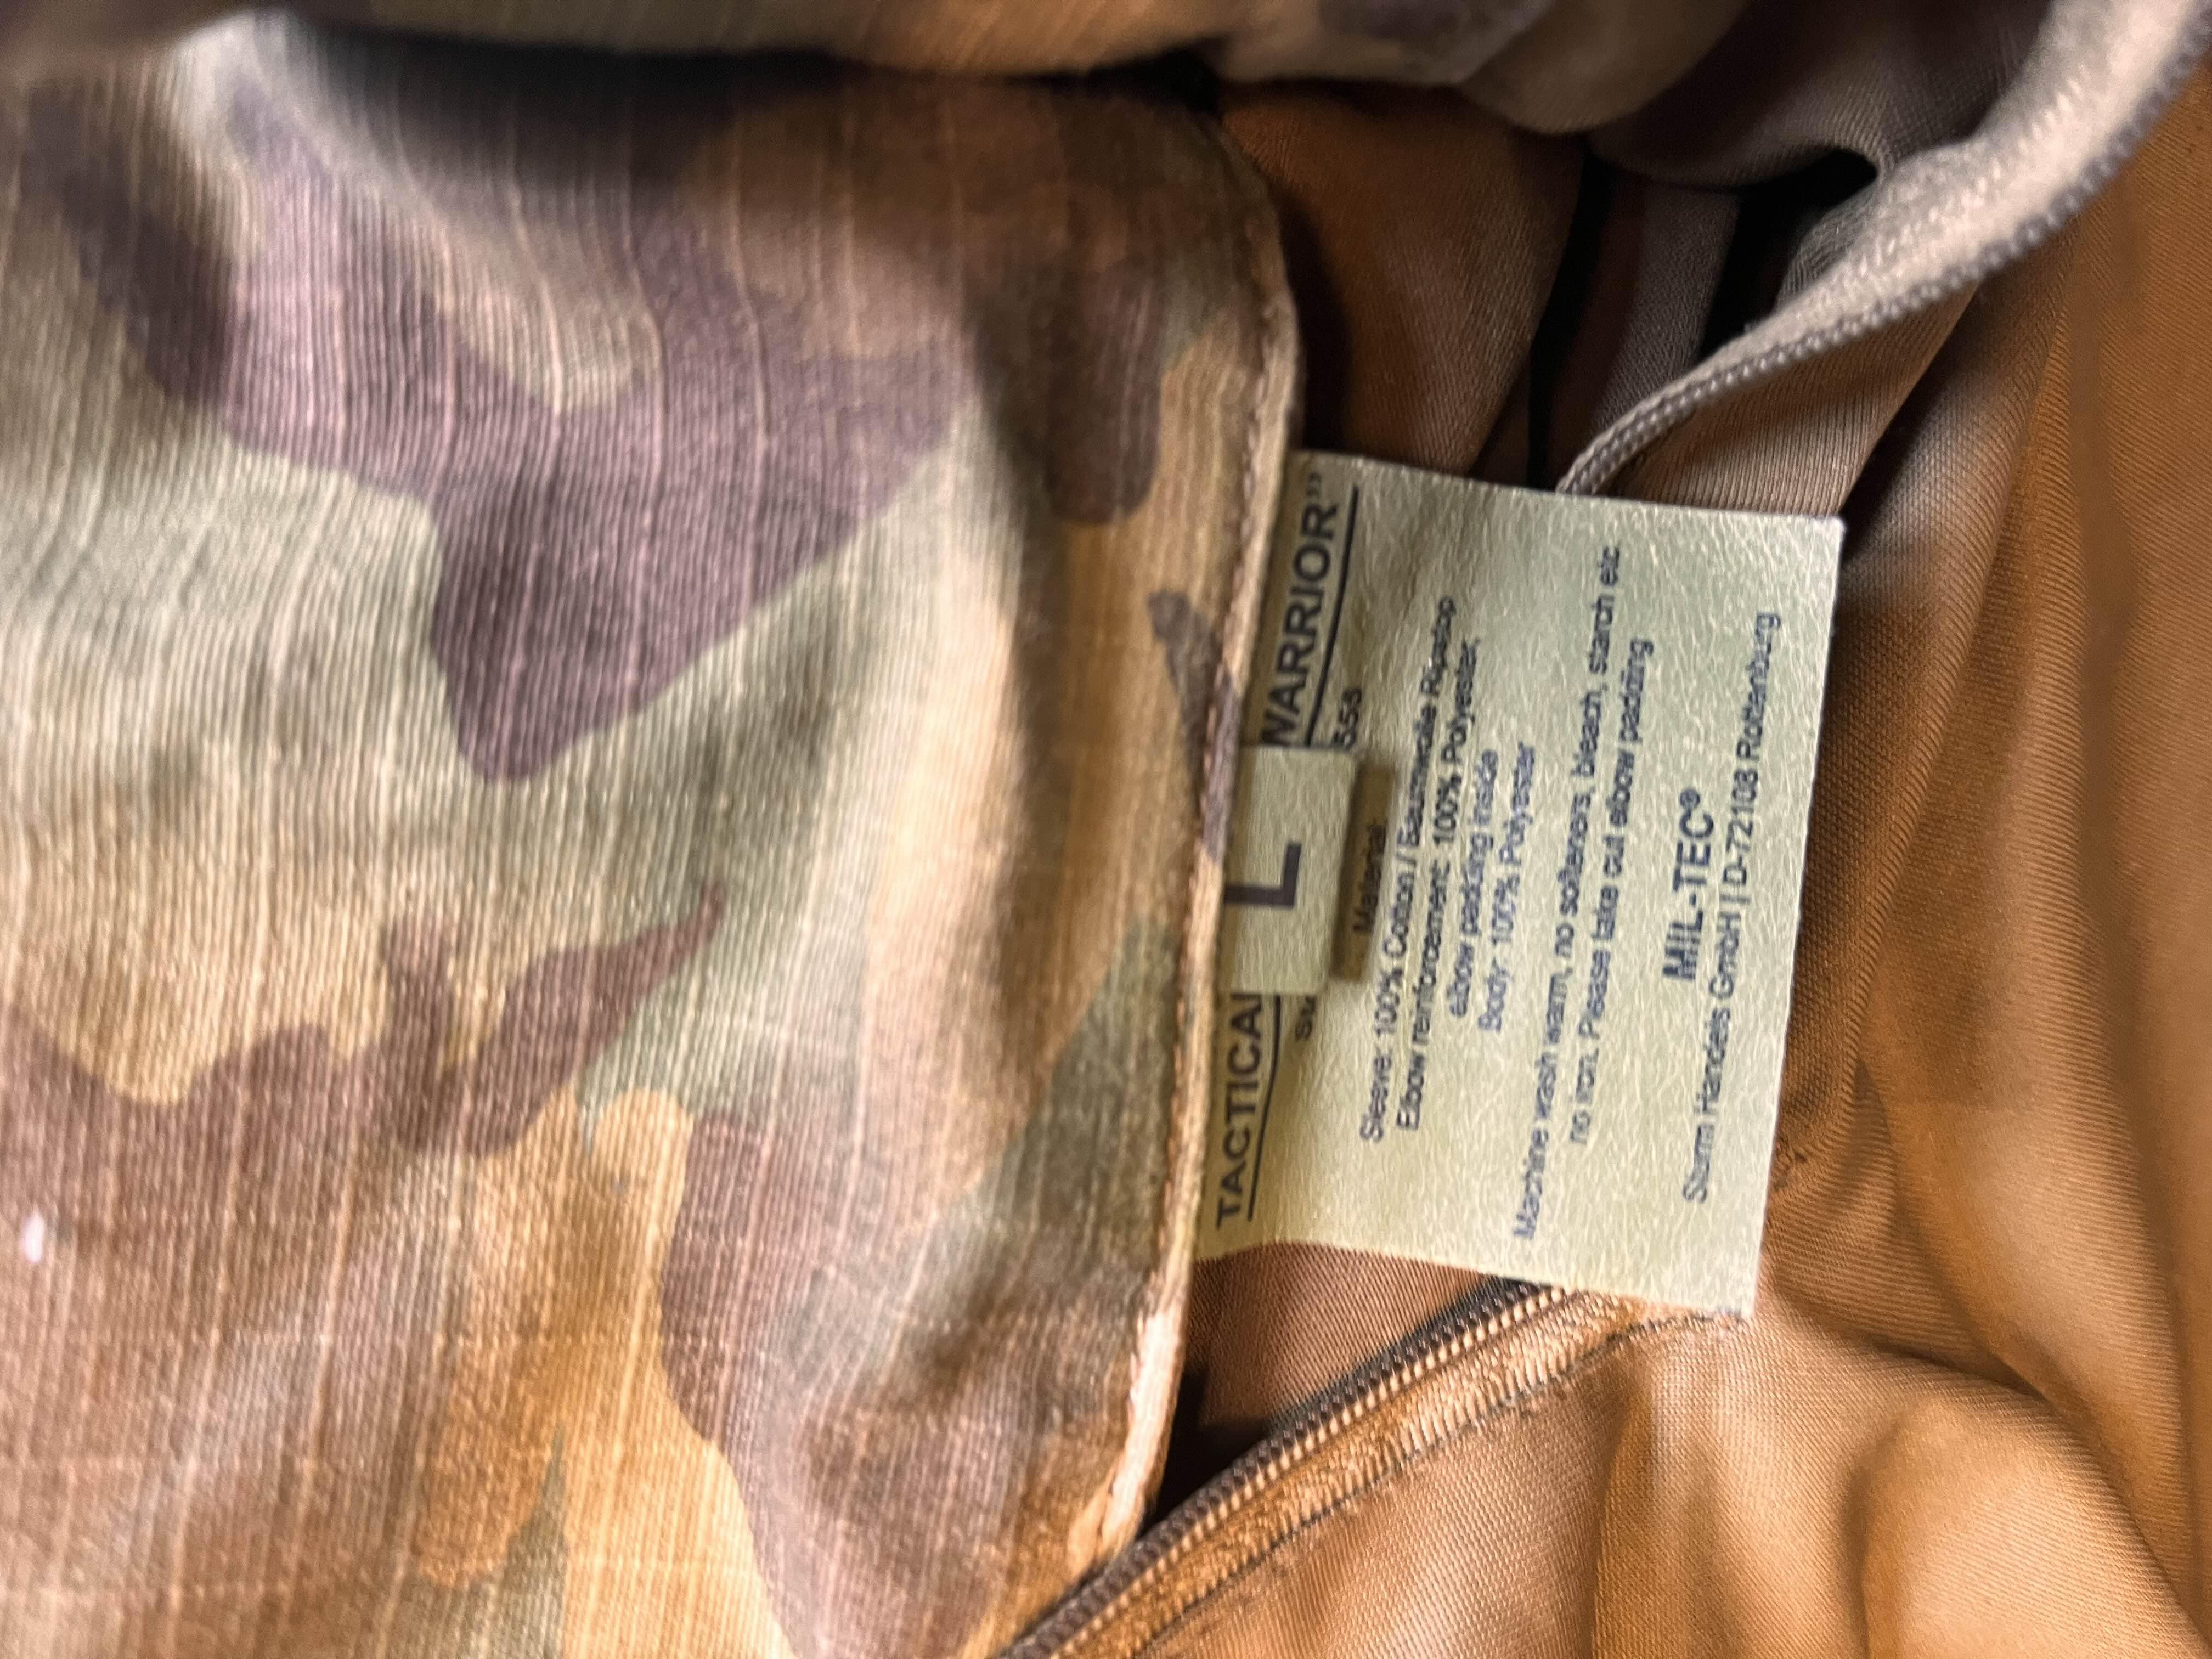 TACTICAL WARRIOR"
L
Material:
Sleeve: 100% Cotton / Baumwolle Ripstop
Elbow reinforcement: 100% Polyester,
elbow padding inside
Body: 100% Polyester
Machine wash warm, no softeners, bleach, starch etc
no iron. Please take out elbow padding
MIL-TEC®
Sturm Handels GmbH | D-72108 Rottenburg